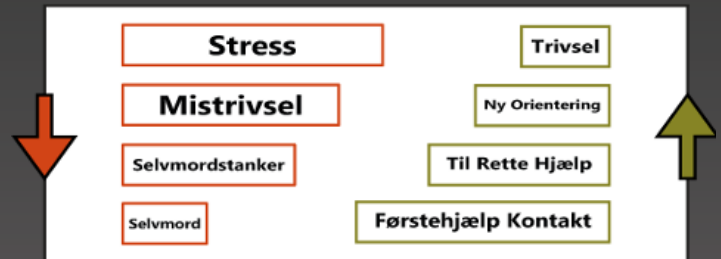 Stress
Mistrivsel
Selvmordstanker
Selvmord
Trivsel
Ny Orientering
Til Rette Hjælp
Førstehjælp Kontakt